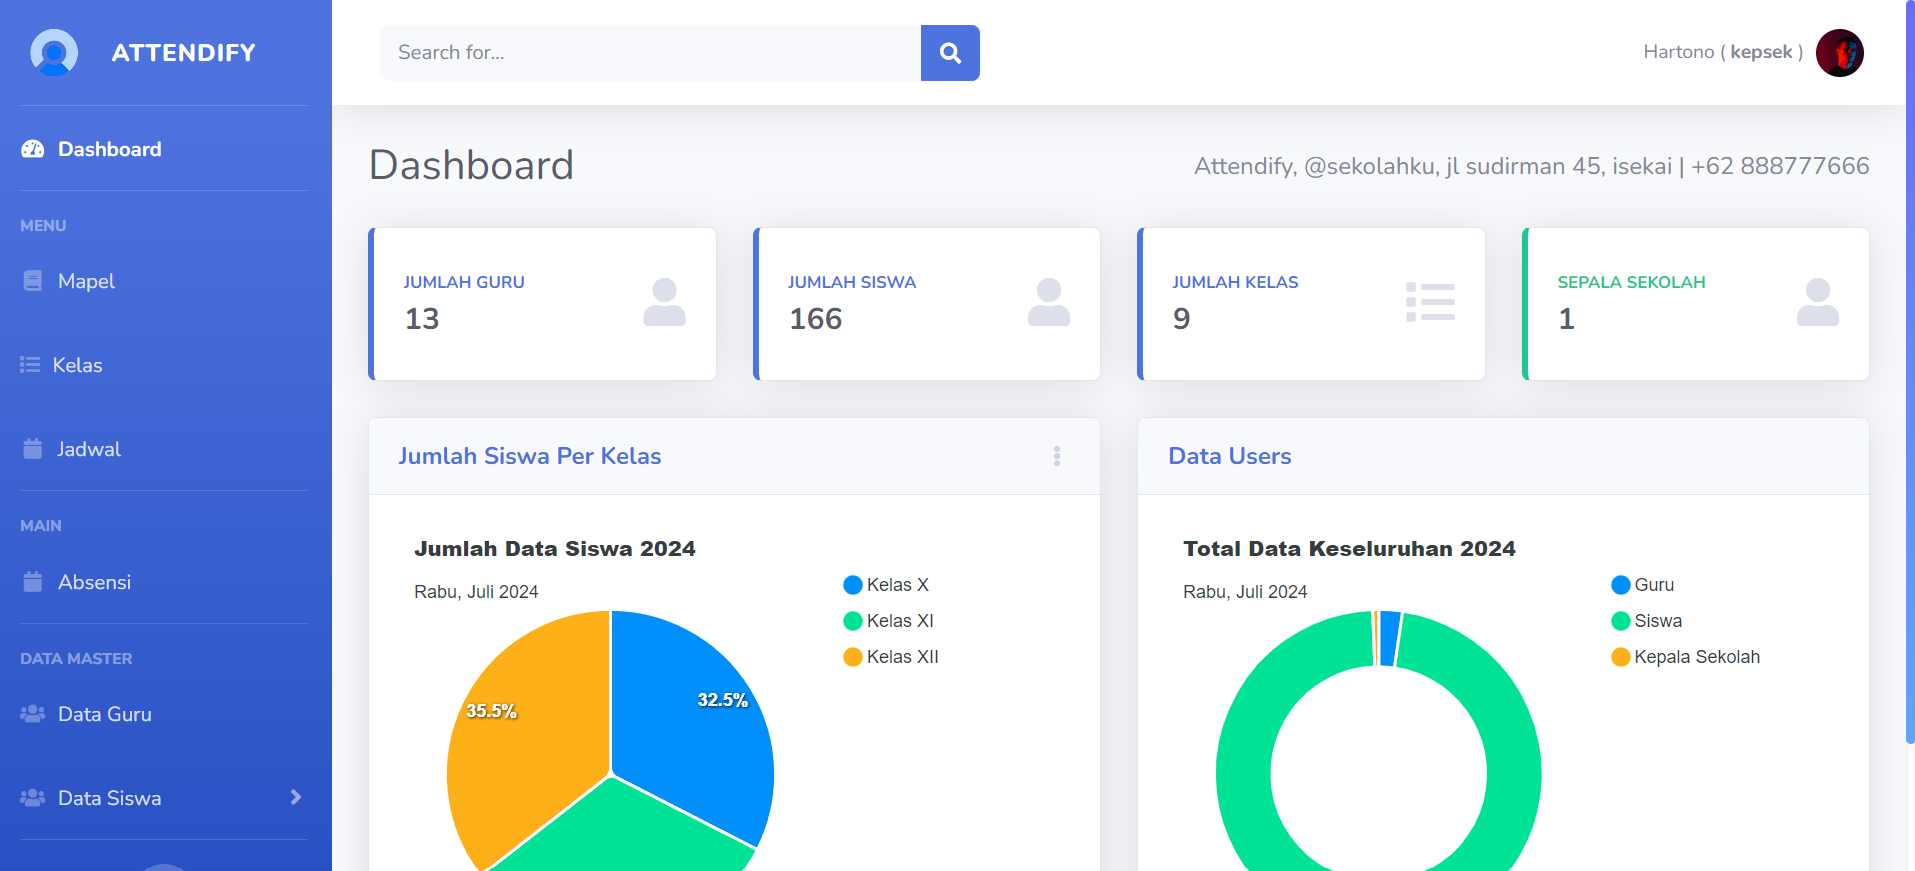 ATTENDIFY
Search for...
Hartono ( kepsek )
Dashboard
MENU
Mapel
Kelas
Jadwal
MAIN
Absensi
DATA MASTER
Data Guru
Data Siswa
Dashboard
Attendify, @sekolahku, jl sudirman 45, isekai | +62 888777666
JUMLAH GURU
13
JUMLAH SISWA
166
JUMLAH KELAS
9
SEPALA SEKOLAH
1
Jumlah Siswa Per Kelas
Jumlah Data Siswa 2024
Rabu, Juli 2024
Kelas X
Kelas XI
Kelas XII
35.5%
32.5%
Data Users
Total Data Keseluruhan 2024
Rabu, Juli 2024
Guru
Siswa
Kepala Sekolah